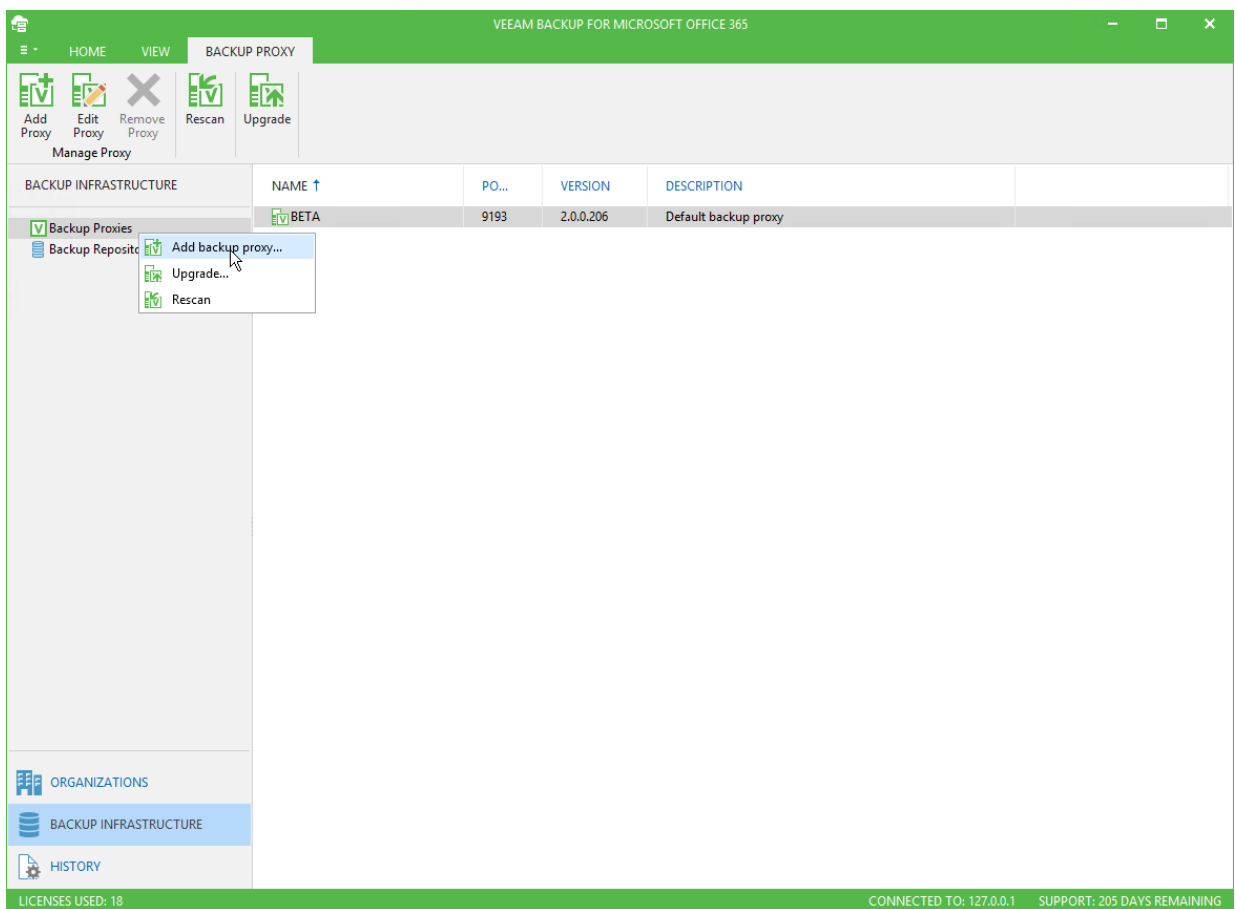 VEEAM BACKUP FOR MICROSOFT OFFICE 365
HOME VIEW BACKUP PROXY
Add Proxy
Edit Proxy
Remove Proxy
Rescan
Upgrade
Manage Proxy
BACKUP INFRASTRUCTURE
NAME PO... VERSION DESCRIPTION
Backup Proxies
BETA 9193 2.0.0.206 Default backup proxy
Backup Reposito
Add backup proxy...
Upgrade...
Rescan
ORGANIZATIONS
BACKUP INFRASTRUCTURE
HISTORY
LICENSES USED: 18 CONNECTED TO: 127.0.0.1 SUPPORT: 205 DAYS REMAINING